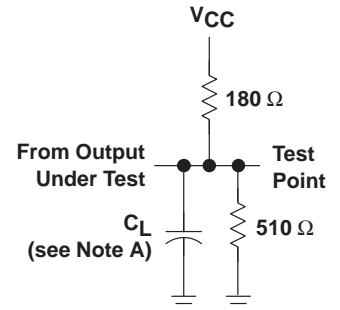 VCC
180 Ω
From Output
Under Test
Test
Point
CL
(see Note A)
510 Ω